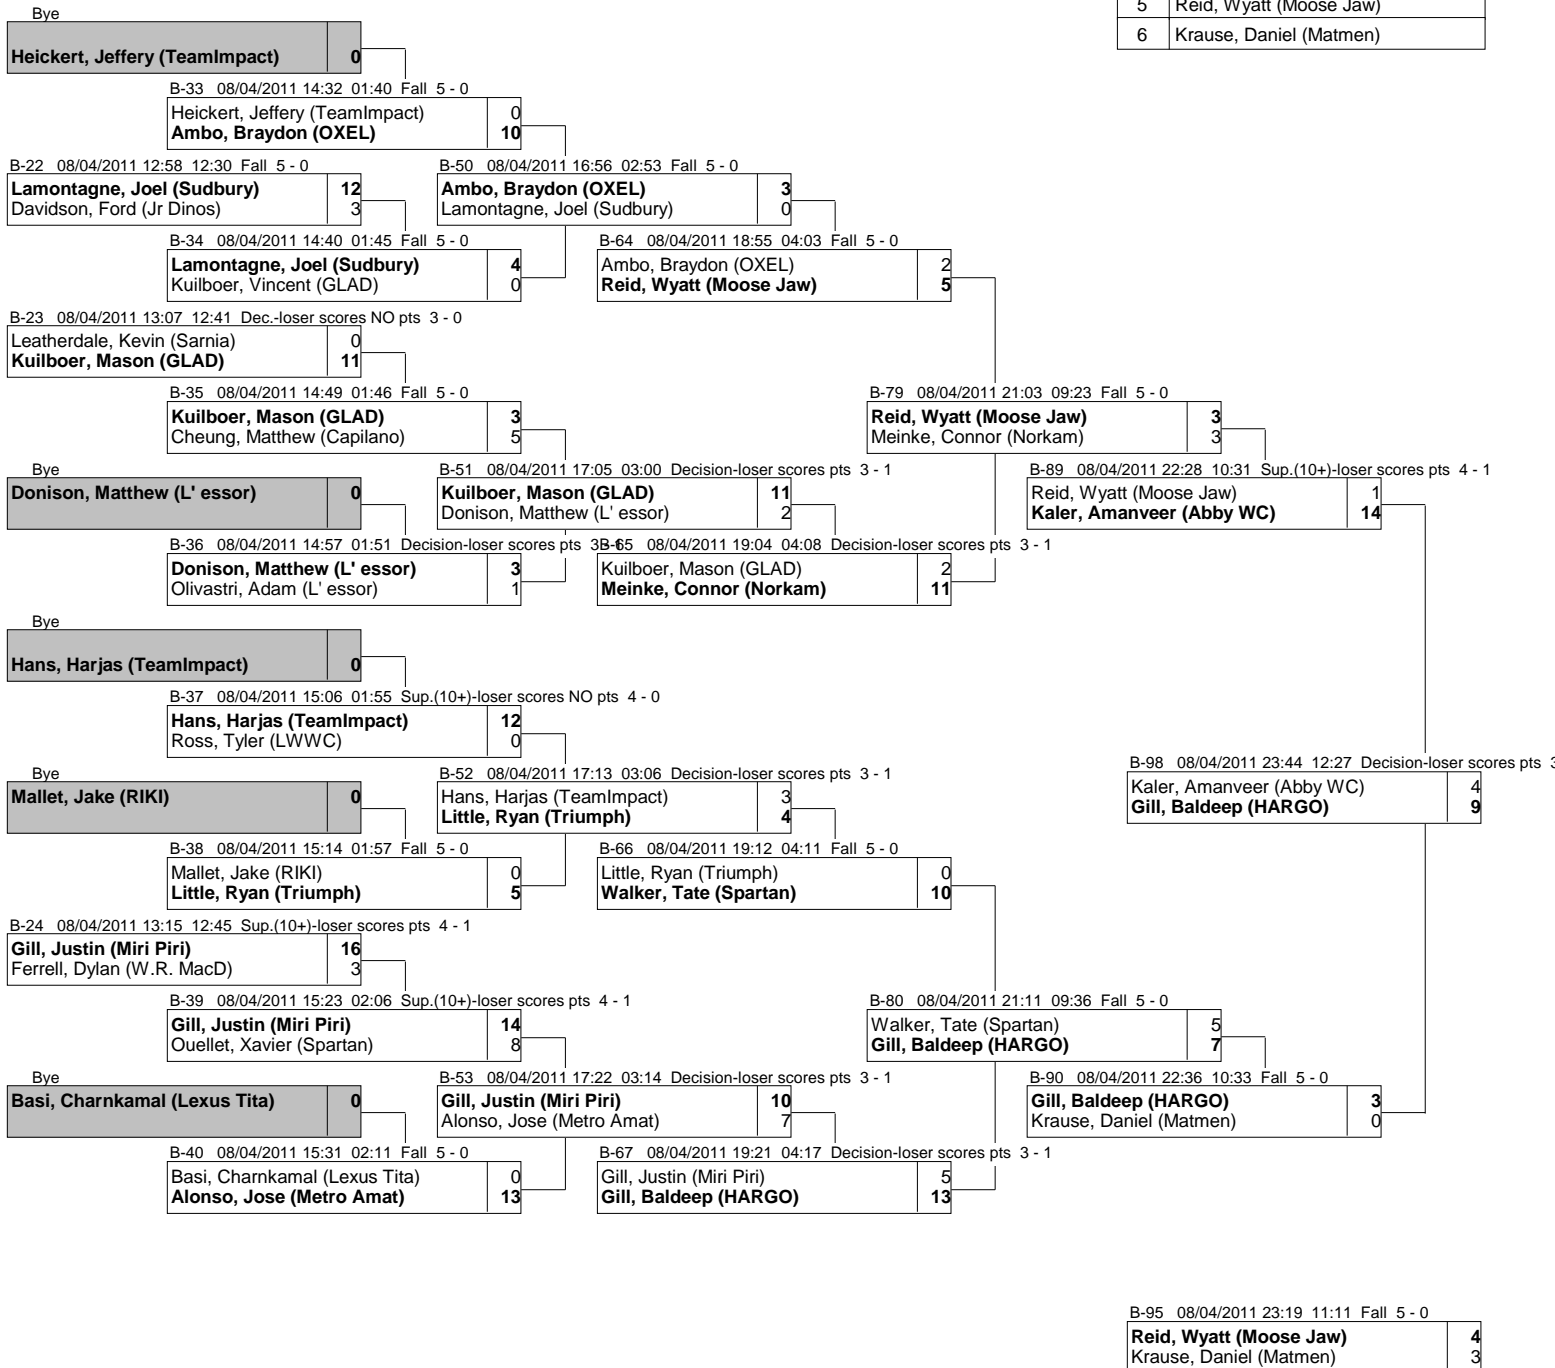 5 Reid, Wyatt (Moose Jaw)
6 Krause, Daniel (Matmen)
Bye
Heickert, Jeffery (TeamImpact) 0
B-33 08/04/2011 14:32 01:40 Fall 5 - 0
Heickert, Jeffery (TeamImpact) 0
Ambo, Braydon (OXEL) 10
B-22 08/04/2011 12:58 12:30 Fall 5 - 0
Lamontagne, Joel (Sudbury) 12
Davidson, Ford (Jr Dinos) 3
B-50 08/04/2011 16:56 02:53 Fall 5 - 0
Ambo, Braydon (OXEL) 3
Lamontagne, Joel (Sudbury) 0
B-34 08/04/2011 14:40 01:45 Fall 5 - 0
Lamontagne, Joel (Sudbury) 4
Kuilboer, Vincent (GLAD) 0
B-64 08/04/2011 18:55 04:03 Fall 5 - 0
Ambo, Braydon (OXEL) 2
Reid, Wyatt (Moose Jaw) 5
B-23 08/04/2011 13:07 12:41 Dec.-loser scores NO pts 3 - 0
Leatherdale, Kevin (Sarnia) 0
Kuilboer, Mason (GLAD) 11
B-35 08/04/2011 14:49 01:46 Fall 5 - 0
Kuilboer, Mason (GLAD) 3
Cheung, Matthew (Capilano) 5
B-79 08/04/2011 21:03 09:23 Fall 5 - 0
Reid, Wyatt (Moose Jaw) 3
Meinke, Connor (Norkam) 3
Bye
Donison, Matthew (L' essor) 0
B-51 08/04/2011 17:05 03:00 Decision-loser scores pts 3 - 1
Kuilboer, Mason (GLAD) 11
Donison, Matthew (L' essor) 2
B-89 08/04/2011 22:28 10:31 Sup.(10+)-loser scores pts 4 - 1
Reid, Wyatt (Moose Jaw) 1
Kaler, Amanveer (Abby WC) 14
B-36 08/04/2011 14:57 01:51 Decision-loser scores pts 3 - 1
Donison, Matthew (L' essor) 3
Olivastri, Adam (L' essor) 1
B-65 08/04/2011 19:04 04:08 Decision-loser scores pts 3 - 1
Kuilboer, Mason (GLAD) 2
Meinke, Connor (Norkam) 11
Bye
Hans, Harjas (TeamImpact) 0
B-37 08/04/2011 15:06 01:55 Sup.(10+)-loser scores NO pts 4 - 0
Hans, Harjas (TeamImpact) 12
Ross, Tyler (LWWC) 0
B-98 08/04/2011 23:44 12:27 Decision-loser scores pts 3
Kaler, Amanveer (Abby WC) 4
Gill, Baldeep (HARGO) 9
Bye
Mallet, Jake (RIKI) 0
B-52 08/04/2011 17:13 03:06 Decision-loser scores pts 3 - 1
Hans, Harjas (TeamImpact) 3
Little, Ryan (Triumph) 4
B-38 08/04/2011 15:14 01:57 Fall 5 - 0
Mallet, Jake (RIKI) 0
Little, Ryan (Triumph) 5
B-66 08/04/2011 19:12 04:11 Fall 5 - 0
Little, Ryan (Triumph) 0
Walker, Tate (Spartan) 10
B-24 08/04/2011 13:15 12:45 Sup.(10+)-loser scores pts 4 - 1
Gill, Justin (Miri Piri) 16
Ferrell, Dylan (W.R. MacD) 3
B-39 08/04/2011 15:23 02:06 Sup.(10+)-loser scores pts 4 - 1
Gill, Justin (Miri Piri) 14
Ouellet, Xavier (Spartan) 8
B-80 08/04/2011 21:11 09:36 Fall 5 - 0
Walker, Tate (Spartan) 5
Gill, Baldeep (HARGO) 7
Bye
Basi, Charnkamal (Lexus Tita) 0
B-53 08/04/2011 17:22 03:14 Decision-loser scores pts 3 - 1
Gill, Justin (Miri Piri) 10
Alonso, Jose (Metro Amat) 7
B-90 08/04/2011 22:36 10:33 Fall 5 - 0
Gill, Baldeep (HARGO) 3
Krause, Daniel (Matmen) 0
B-40 08/04/2011 15:31 02:11 Fall 5 - 0
Basi, Charnkamal (Lexus Tita) 0
Alonso, Jose (Metro Amat) 13
B-67 08/04/2011 19:21 04:17 Decision-loser scores pts 3 - 1
Gill, Justin (Miri Piri) 5
Gill, Baldeep (HARGO) 13
B-95 08/04/2011 23:19 11:11 Fall 5 - 0
Reid, Wyatt (Moose Jaw) 4
Krause, Daniel (Matmen) 3